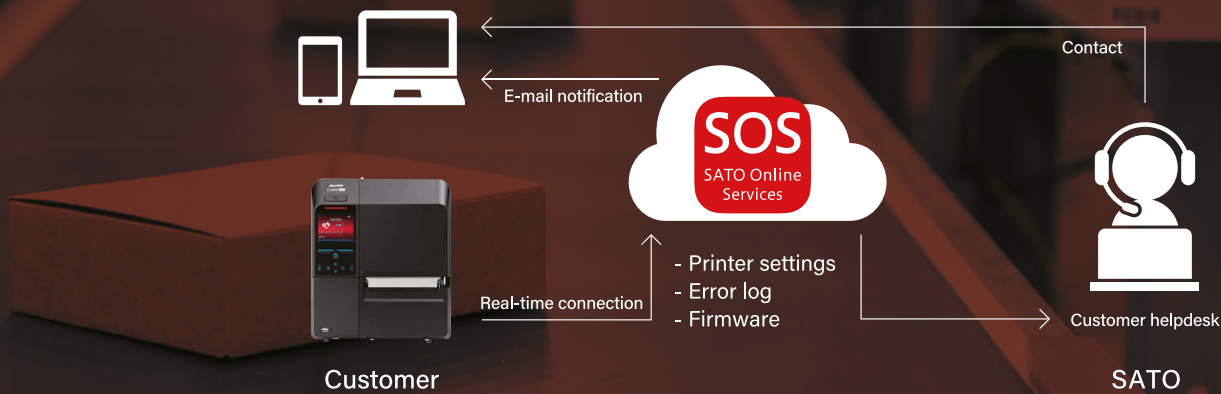 Contact
E-mail notification
SOS
SATO Online
Services
- Printer settings
- Error log
- Firmware
Real-time connection
Customer helpdesk
Customer
SATO